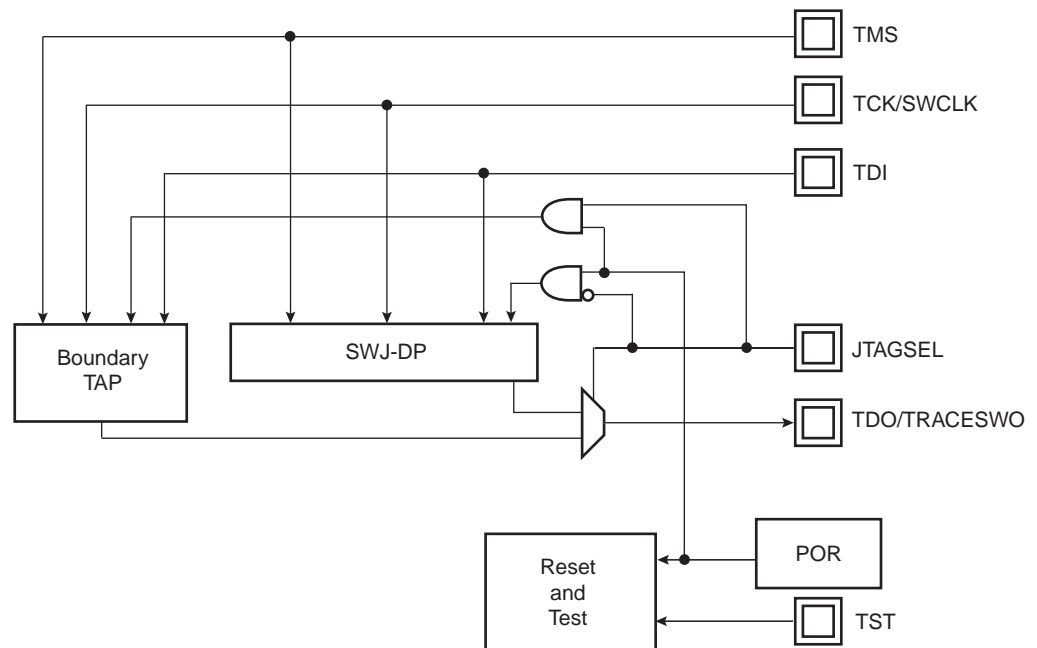 TMS
TCK/SWCLK
TDI
Boundary
TAP
SWJ-DP
JTAGSEL
TDO/TRACESWO
Reset
and
Test
POR
TST